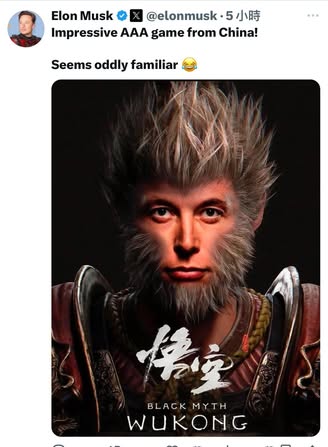 Elon Musk @elonmusk · 5 小時
Impressive AAA game from China!
Seems oddly familiar 😂
悟空
BLACK MYTH
WUKONG